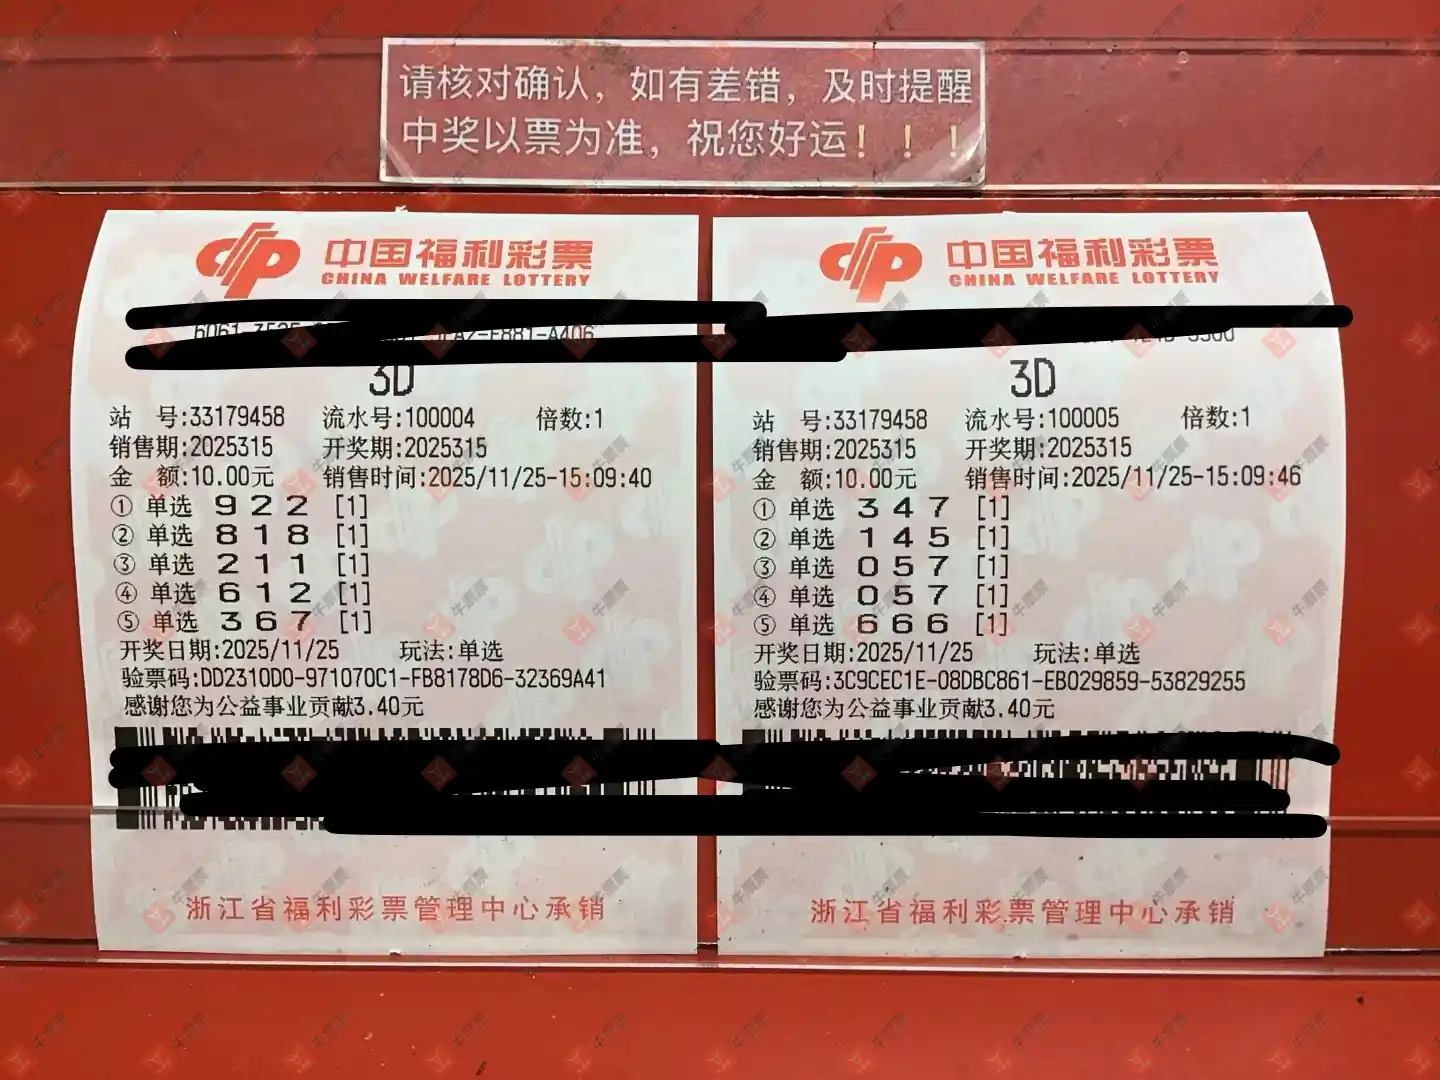 请核对确认，如有差错，及时提醒
中奖以票为准，祝您好运！！！
中国福利彩票
CHINA WELFARE LOTTERY
3D
站 号:33179458 流水号:100004 倍数:1
销售期:2025315 开奖期:2025315
金 额:10.00元 销售时间:2025/11/25-15:09:40
① 单选 9 2 2 [1]
② 单选 8 1 8 [1]
③ 单选 2 1 1 [1]
④ 单选 6 1 2 [1]
⑤ 单选 3 6 7 [1]
开奖日期:2025/11/25 玩法:单选
验票码:DD2310D0-971070C1-FB8178D6-32369A41
感谢您为公益事业贡献3.40元
浙江省福利彩票管理中心承销
中国福利彩票
CHINA WELFARE LOTTERY
3D
站 号:33179458 流水号:100005 倍数:1
销售期:2025315 开奖期:2025315
金 额:10.00元 销售时间:2025/11/25-15:09:46
① 单选 3 4 7 [1]
② 单选 1 4 5 [1]
③ 单选 0 5 7 [1]
④ 单选 0 5 7 [1]
⑤ 单选 6 6 6 [1]
开奖日期:2025/11/25 玩法:单选
验票码:3C9CEC1E-08DBC861-EB029859-53829255
感谢您为公益事业贡献3.40元
浙江省福利彩票管理中心承销